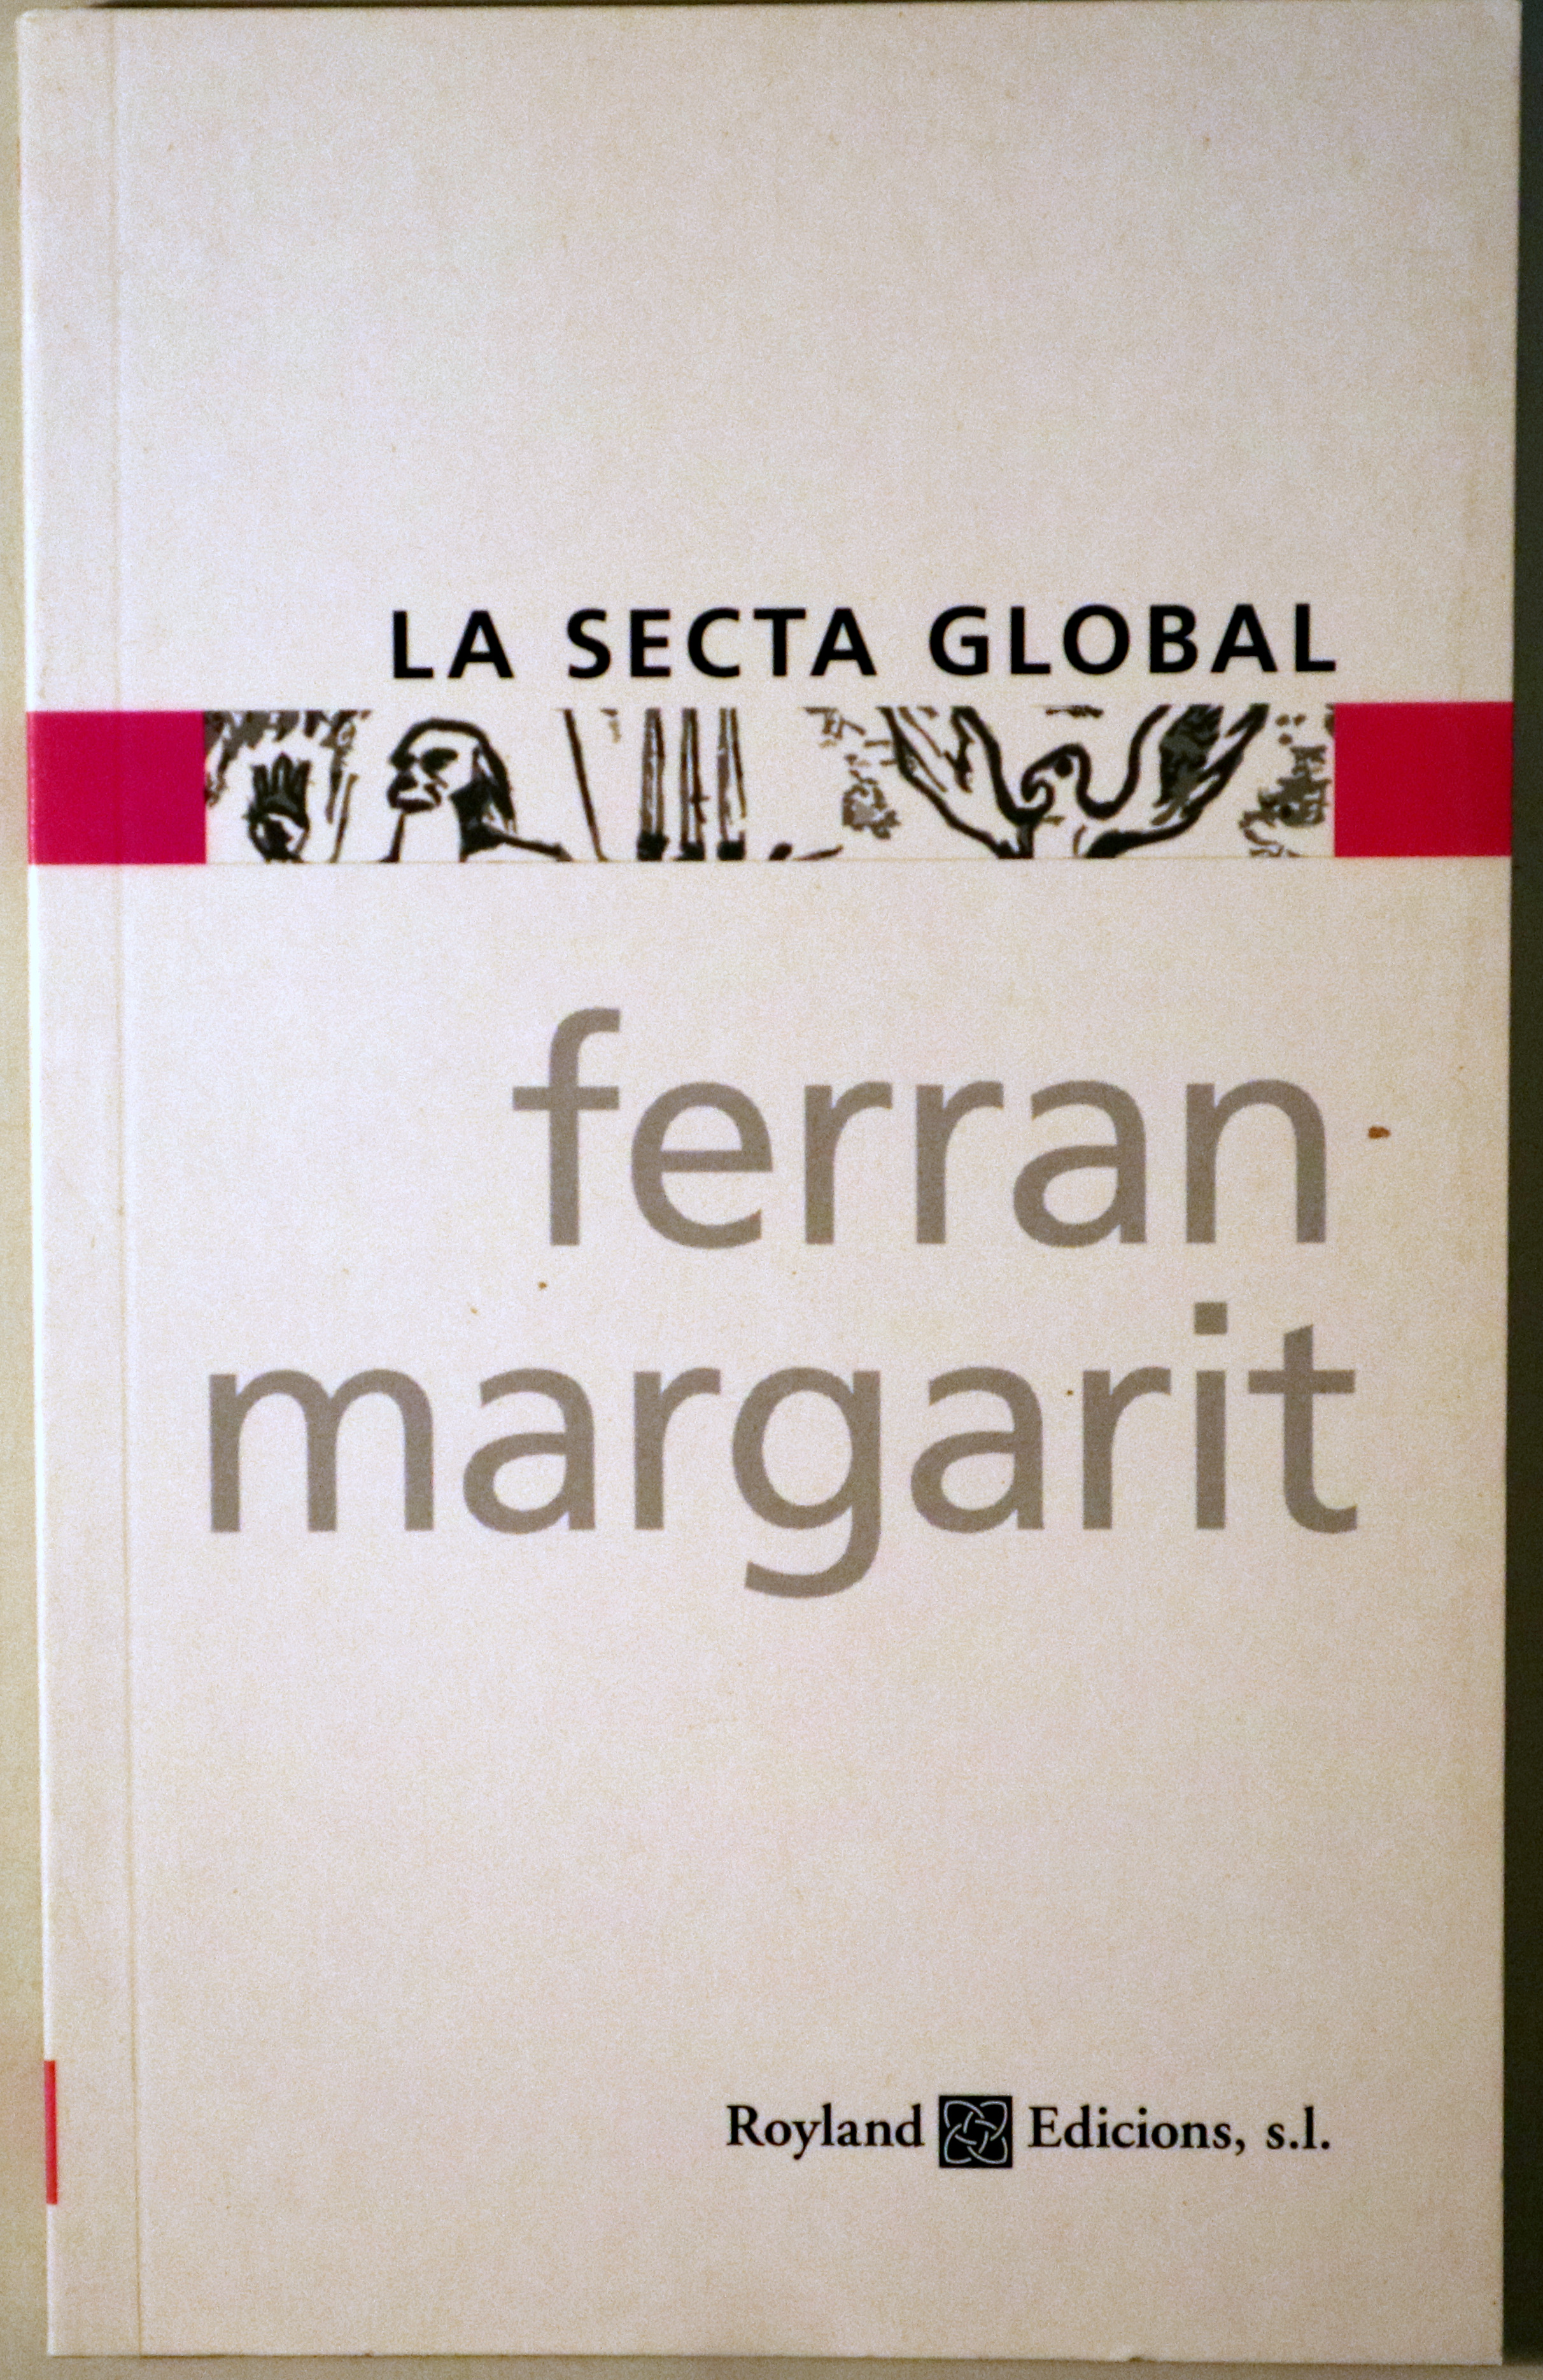 LA SECTA GLOBAL
ferran
margarit
Royland Edicions, s.l.